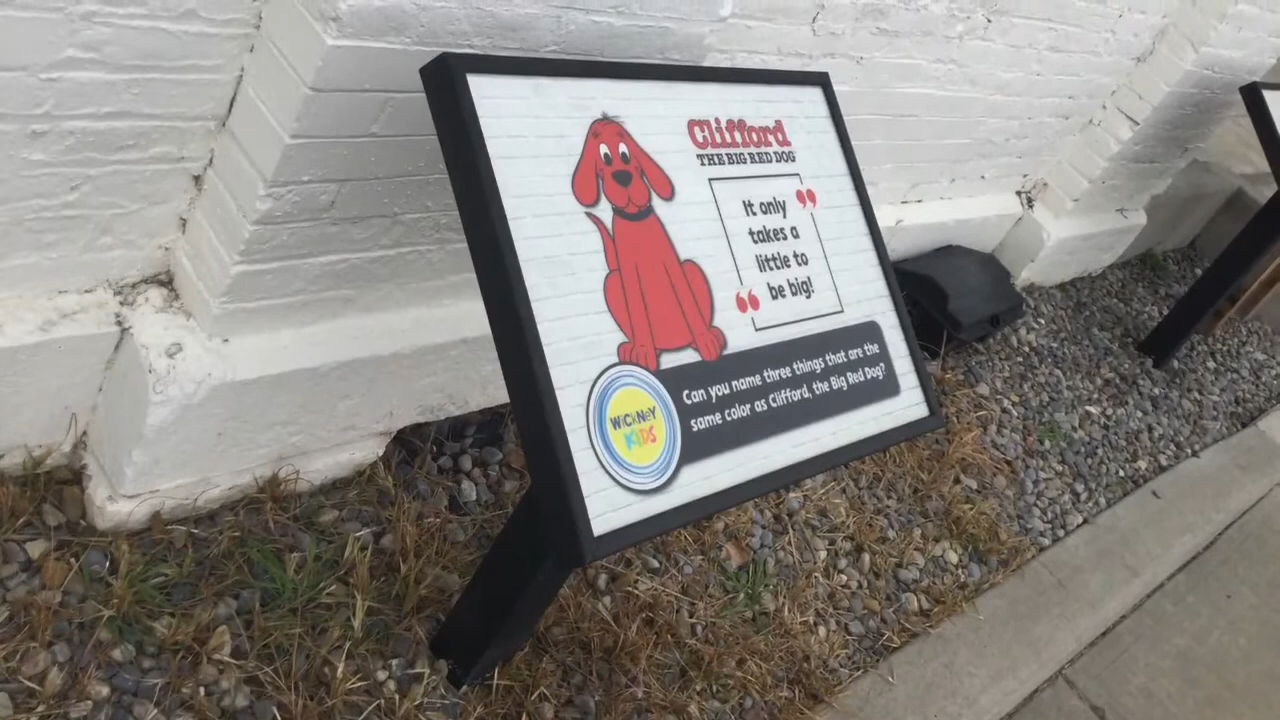 Clifford
THE BIG RED DOG
It only
takes a
little to
be big!
Can you name three things that are the
same color as Clifford, the Big Red Dog?
WiCkNeY
KiDS